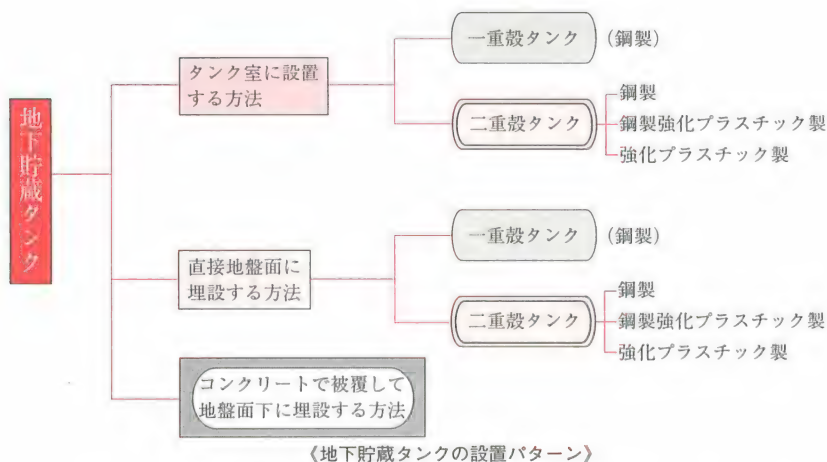 地下貯蔵タンク
タンク室に設置
する方法
一重殻タンク (鋼製)
二重殻タンク
鋼製
鋼製強化プラスチック製
強化プラスチック製
直接地盤面に
埋設する方法
一重殻タンク (鋼製)
二重殻タンク
鋼製
鋼製強化プラスチック製
強化プラスチック製
コンクリートで被覆して
地盤面下に埋設する方法
《地下貯蔵タンクの設置パターン》